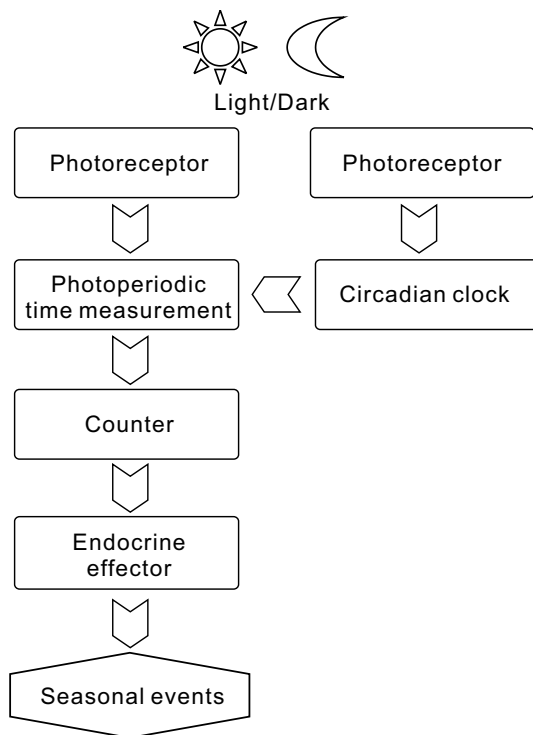 Light/Dark
Photoreceptor
Photoreceptor
Photoperiodic
time measurement
Circadian clock
Counter
Endocrine
effector
Seasonal events